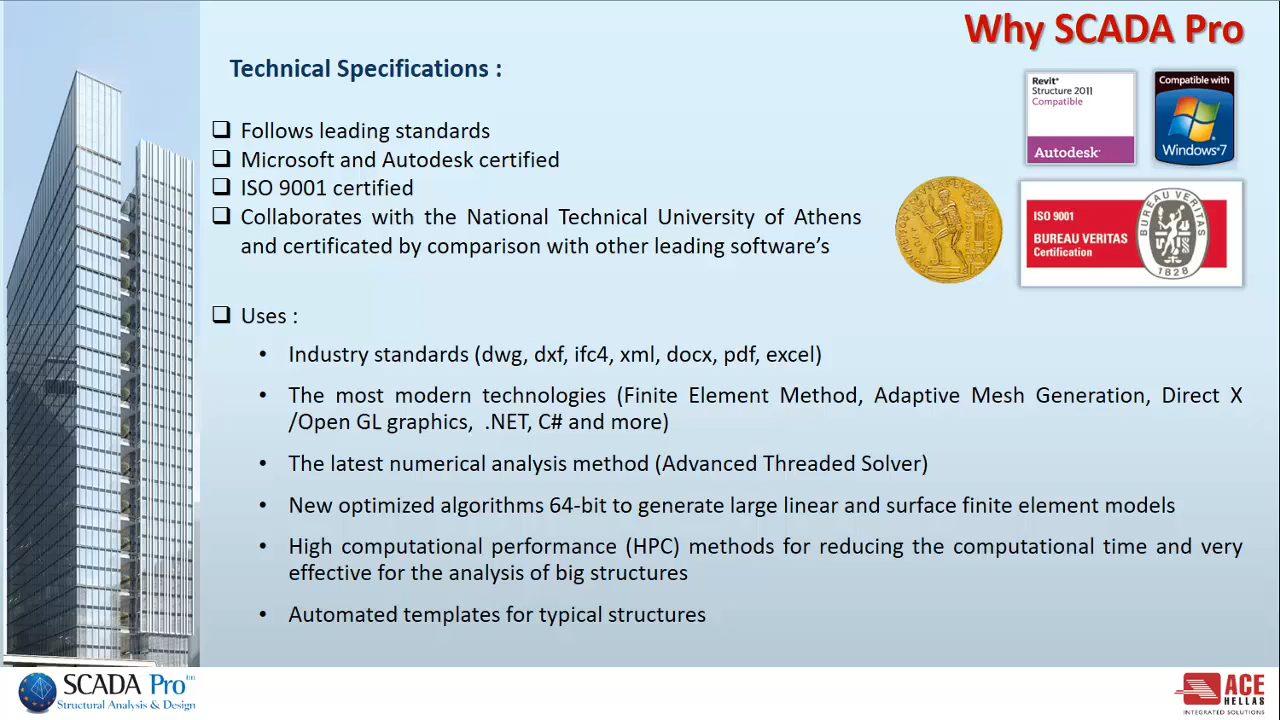 Why SCADA Pro
Technical Specifications :
Revit®
Structure 2011
Compatible
Autodesk®
Compatible with
Windows®7
❑ Follows leading standards
❑ Microsoft and Autodesk certified
❑ ISO 9001 certified
❑ Collaborates with the National Technical University of Athens
and certificated by comparison with other leading software’s
ISO 9001
BUREAU VERITAS
Certification
BUREAU VERITAS
1828
❑ Uses :
• Industry standards (dwg, dxf, ifc4, xml, docx, pdf, excel)
• The most modern technologies (Finite Element Method, Adaptive Mesh Generation, Direct X
/Open GL graphics, .NET, C# and more)
• The latest numerical analysis method (Advanced Threaded Solver)
• New optimized algorithms 64-bit to generate large linear and surface finite element models
• High computational performance (HPC) methods for reducing the computational time and very
effective for the analysis of big structures
• Automated templates for typical structures
SCADA Pro
Structural Analysis & Design
ACE
HELLAS
INTEGRATED SOLUTIONS